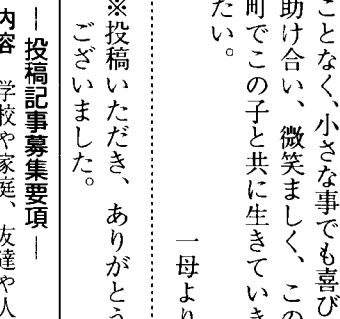 ことなく、小さな事でも喜び
助け合い、微笑ましく、この
町でこの子と共に生きていき
たい。
一母より
※投稿いただき、ありがとう
ございました。
― 投稿記事募集要項 ―
内容　学校や家庭、友達や人